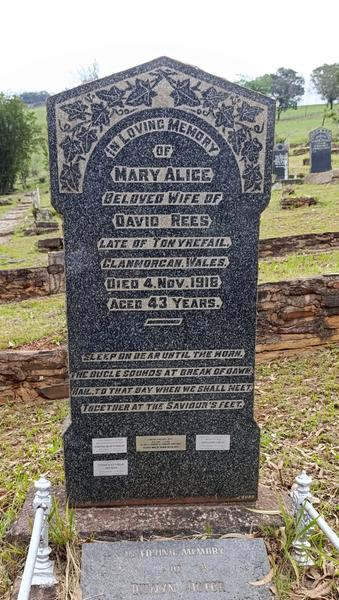 IN LOVING MEMORY
OF
MARY ALICE,
BELOVED WIFE OF
DAVID REES,
LATE OF TONYREFAIL,
GLANMORGAN, WALES,
DIED 4. NOV. 1918
AGED 43 YEARS.
SLEEP ON DEAR UNTIL THE MORN,
THE BUGLE SOUNDS AT BREAK OF DAWN,
HAIL TO THAT DAY WHEN WE SHALL MEET,
TOGETHER AT THE SAVIOUR'S FEET.
IN LOVING MEMORY
OF